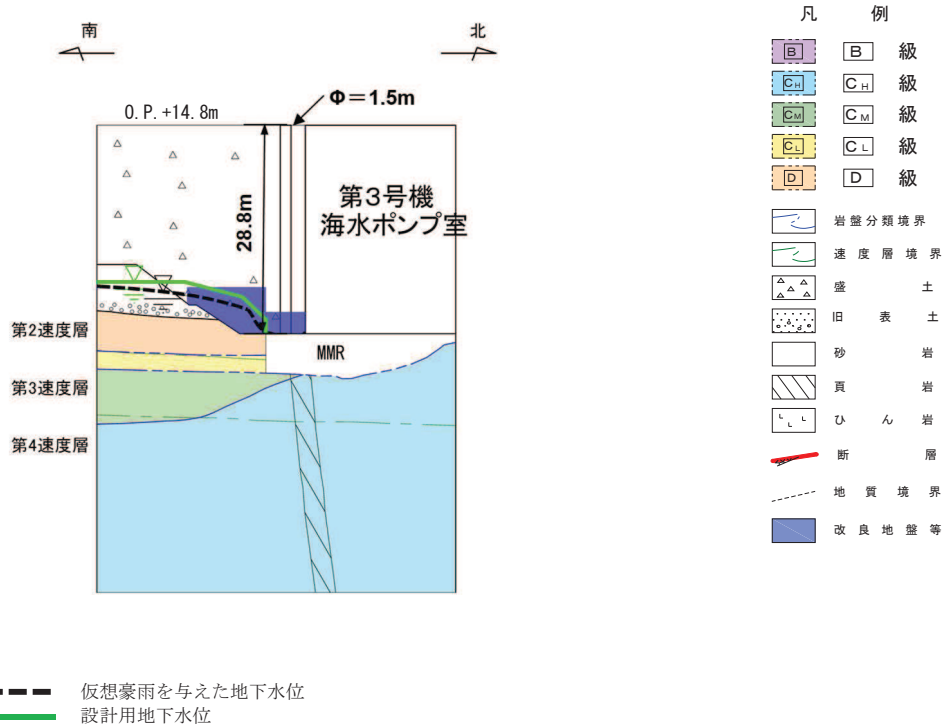 南
北
Φ＝1.5m
O.P.+14.8m
28.8m
第3号機
海水ポンプ室
第2速度層
MMR
第3速度層
第4速度層
仮想豪雨を与えた地下水位
設計用地下水位
凡 例
B B 級
CH CH 級
CM CM 級
CL CL 級
D D 級
岩盤分類境界
速度層境界
盛土
旧表土
砂岩
頁岩
ひん岩
断層
地質境界
改良地盤等